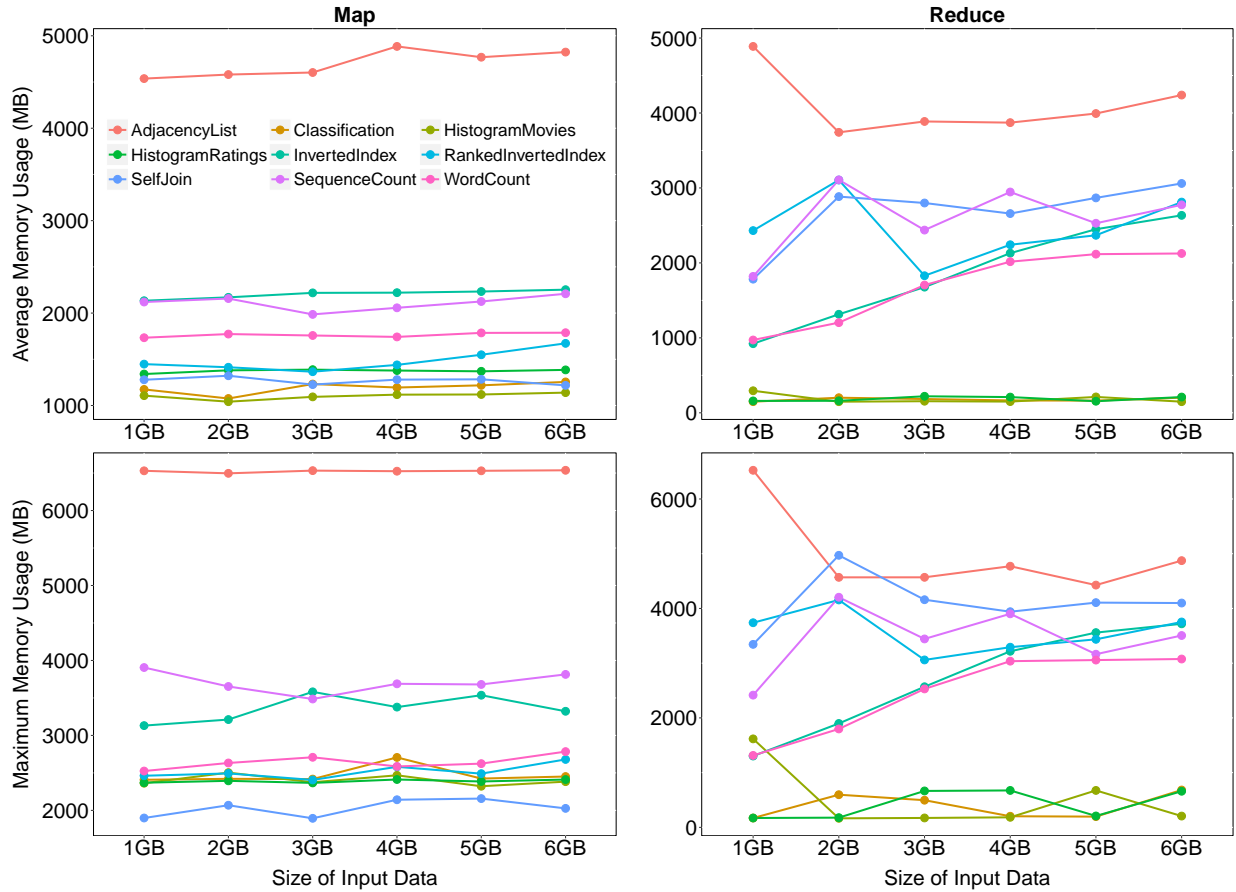 Map
Reduce
Average Memory Usage (MB)
5000
4000
3000
2000
1000
AdjacencyList Classification HistogramMovies
HistogramRatings InvertedIndex RankedInvertedIndex
SelfJoin SequenceCount WordCount
1GB 2GB 3GB 4GB 5GB 6GB
5000
4000
3000
2000
1000
0
1GB 2GB 3GB 4GB 5GB 6GB
Maximum Memory Usage (MB)
6000
5000
4000
3000
2000
1GB 2GB 3GB 4GB 5GB 6GB
Size of Input Data
6000
4000
2000
0
1GB 2GB 3GB 4GB 5GB 6GB
Size of Input Data